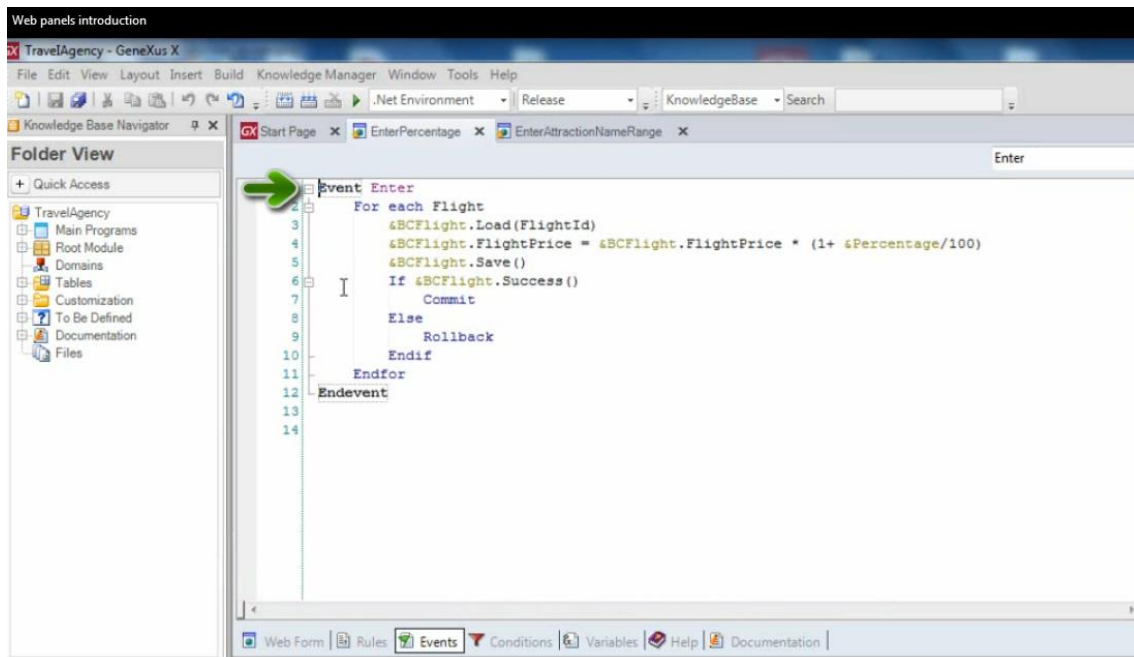 Web panels introduction
TravelAgency - GeneXus X
File Edit View Layout Insert Build Knowledge Manager Window Tools Help
.Net Environment Release KnowledgeBase Search
Knowledge Base Navigator
Start Page EnterPercentage EnterAttractionNameRange
Folder View
Enter
Quick Access
TravelAgency
Main Programs
Root Module
Domains
Tables
Customization
To Be Defined
Documentation
Files
Event Enter
2 For each Flight
3 &BCFlight.Load(FlightId)
4 &BCFlight.FlightPrice = &BCFlight.FlightPrice * (1+ &Percentage/100)
5 &BCFlight.Save()
6 If &BCFlight.Success()
7 Commit
8 Else
9 Rollback
10 Endif
11 Endfor
12 Endevent
13
14
Web Form Rules Events Conditions Variables Help Documentation